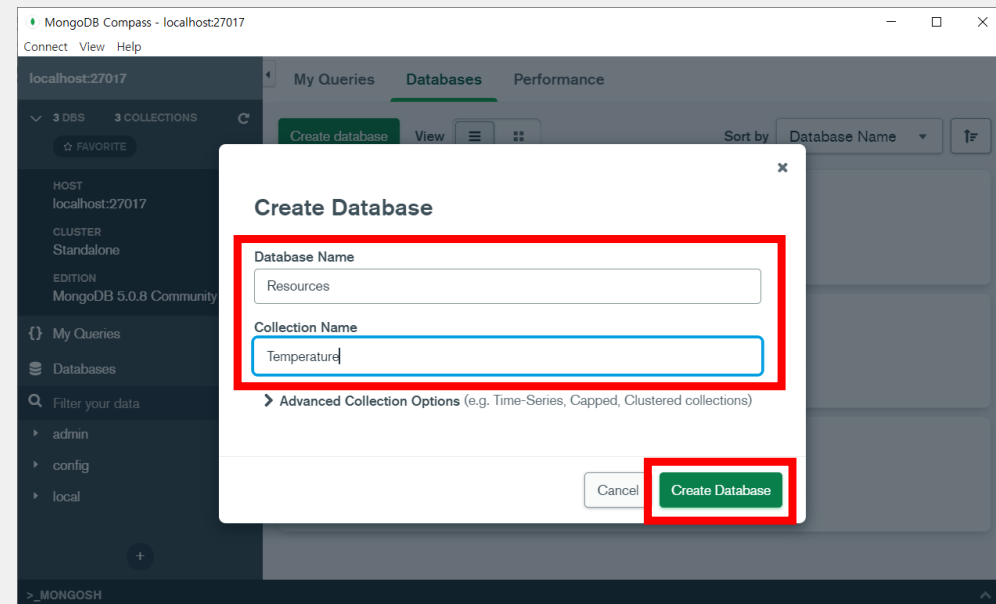 MongoDB Compass - localhost:27017
Connect View Help
localhost:27017
My Queries Databases Performance
3 DBS 3 COLLECTIONS
FAVORITE
Create database View Sort by Database Name
HOST
localhost:27017
CLUSTER
Standalone
EDITION
MongoDB 5.0.8 Community
{} My Queries
Databases
Filter your data
admin
config
local
Create Database
Database Name
Resources
Collection Name
Temperature
Advanced Collection Options (e.g. Time-Series, Capped, Clustered collections)
Cancel Create Database
>_MONGOSH